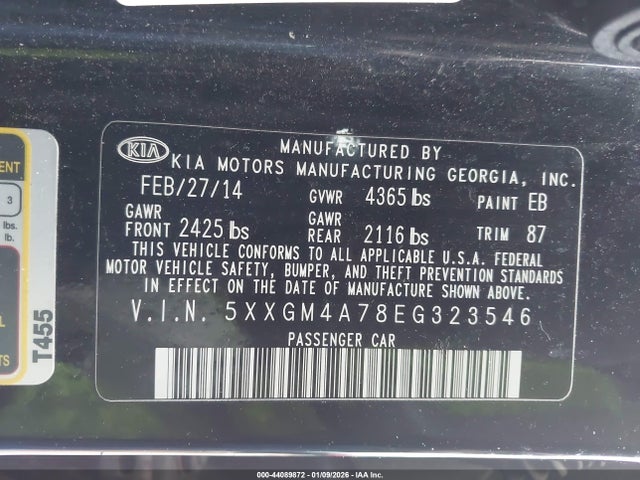 MANUFACTURED BY
KIA KIA MOTORS MANUFACTURING GEORGIA, INC.
FEB/27/14 GVWR 4365 lbs PAINT EB
GAWR FRONT 2425 lbs GAWR REAR 2116 lbs TRIM 87
THIS VEHICLE CONFORMS TO ALL APPLICABLE U.S.A. FEDERAL
MOTOR VEHICLE SAFETY, BUMPER, AND THEFT PREVENTION STANDARDS
IN EFFECT ON THE DATE OF MANUFACTURE SHOWN ABOVE.
V.I.N. 5XXGM4A78EG323546
PASSENGER CAR
3
lbs.
lb.
T455
000-44089872 - 01/09/2026 - IAA Inc.